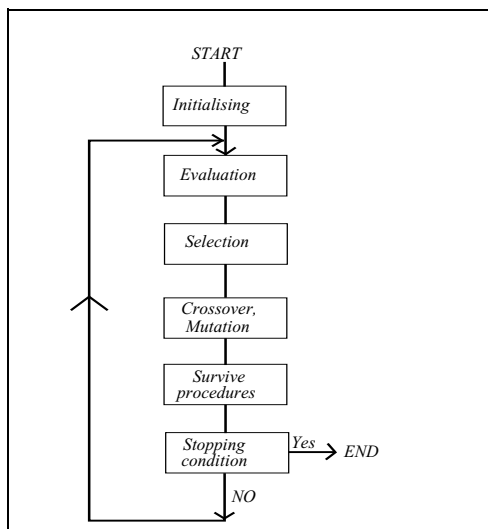 START
Initialising
Evaluation
Selection
Crossover,
Mutation
Survive
procedures
Stopping
condition
Yes
END
NO